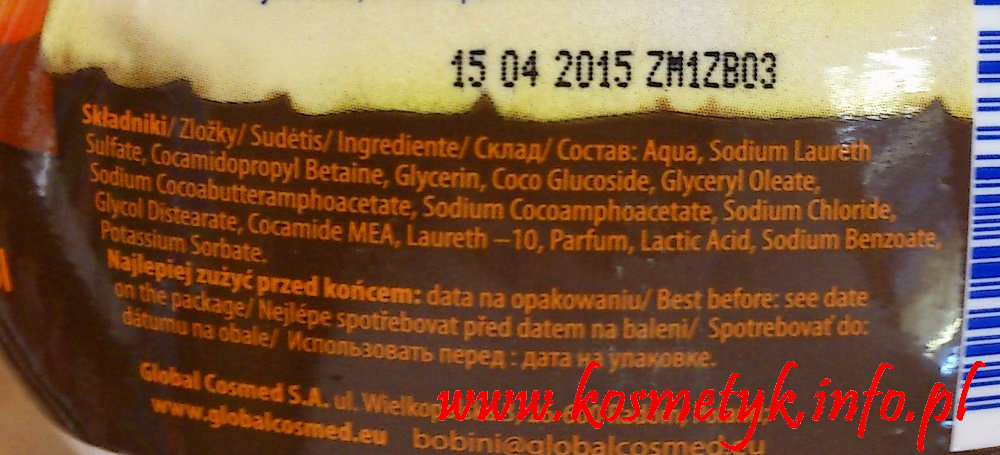 15 04 2015 ZM1ZB03
Składniki/ Zložky/ Sudėtis/ Ingrediente/ Склад/ Состав: Aqua, Sodium Laureth
Sulfate, Cocamidopropyl Betaine, Glycerin, Coco Glucoside, Glyceryl Oleate,
Sodium Cocoabutteramphoacetate, Sodium Cocoamphoacetate, Sodium Chloride,
Glycol Distearate, Cocamide MEA, Laureth –10, Parfum, Lactic Acid, Sodium Benzoate,
Potassium Sorbate.
Najlepiej zużyć przed końcem: data na opakowaniu/ Best before: see date
on the package/ Nejlépe spotřebovat před datem na balení/ Spotrebovať do:
dátumu na obale/ Использовать перед : дата на упаковке.
Global Cosmed S.A. ul.
www.kosmetyk.info.pl
www.globalcosmed.eu bobini@globalcosmed.eu